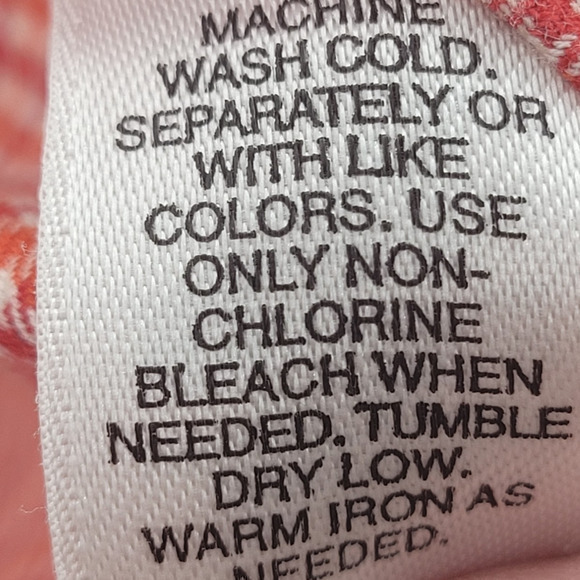 MACHINE
WASH COLD.
SEPARATELY OR
WITH LIKE
COLORS. USE
ONLY NON-
CHLORINE
BLEACH WHEN
NEEDED. TUMBLE
DRY LOW.
WARM IRON AS
NEEDED.